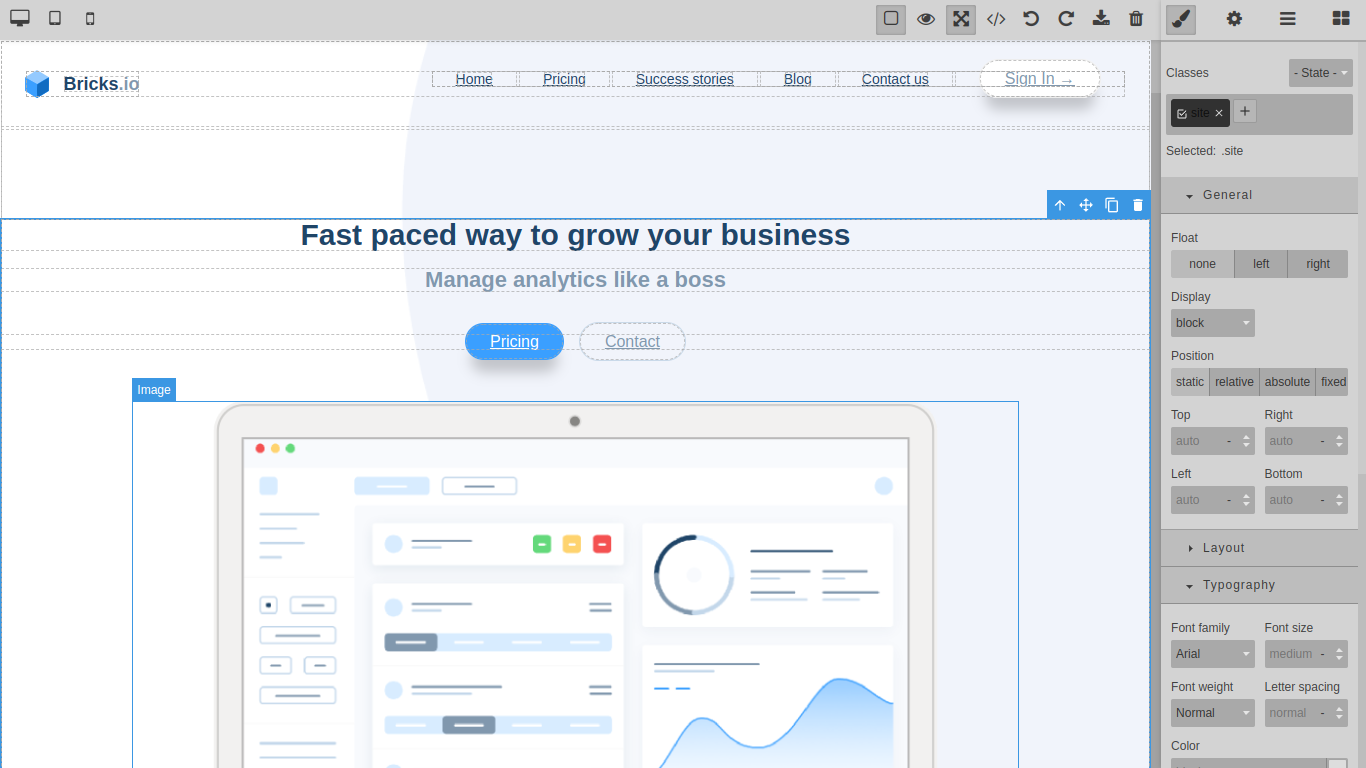 Classes
- State -
site
+
Selected: .site
General
Float
none left right
Display
block
Position
static relative absolute fixed
Top Right
auto - auto -
Left Bottom
auto - auto -
Layout
Typography
Font family Font size
Arial medium -
Font weight Letter spacing
Normal normal -
Color
Bricks.io
Home Pricing Success stories Blog Contact us Sign In →
Fast paced way to grow your business
Manage analytics like a boss
Pricing Contact
Image